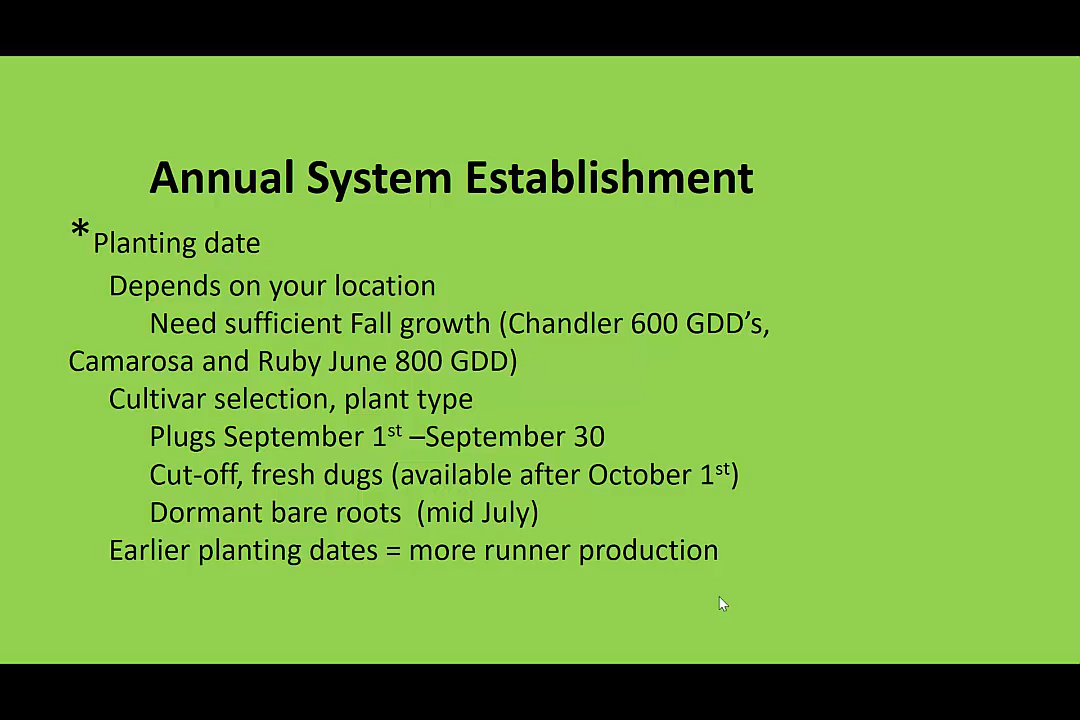 Annual System Establishment
*Planting date
Depends on your location
Need sufficient Fall growth (Chandler 600 GDD’s,
Camarosa and Ruby June 800 GDD)
Cultivar selection, plant type
Plugs September 1st –September 30
Cut-off, fresh dugs (available after October 1st)
Dormant bare roots  (mid July)
Earlier planting dates = more runner production